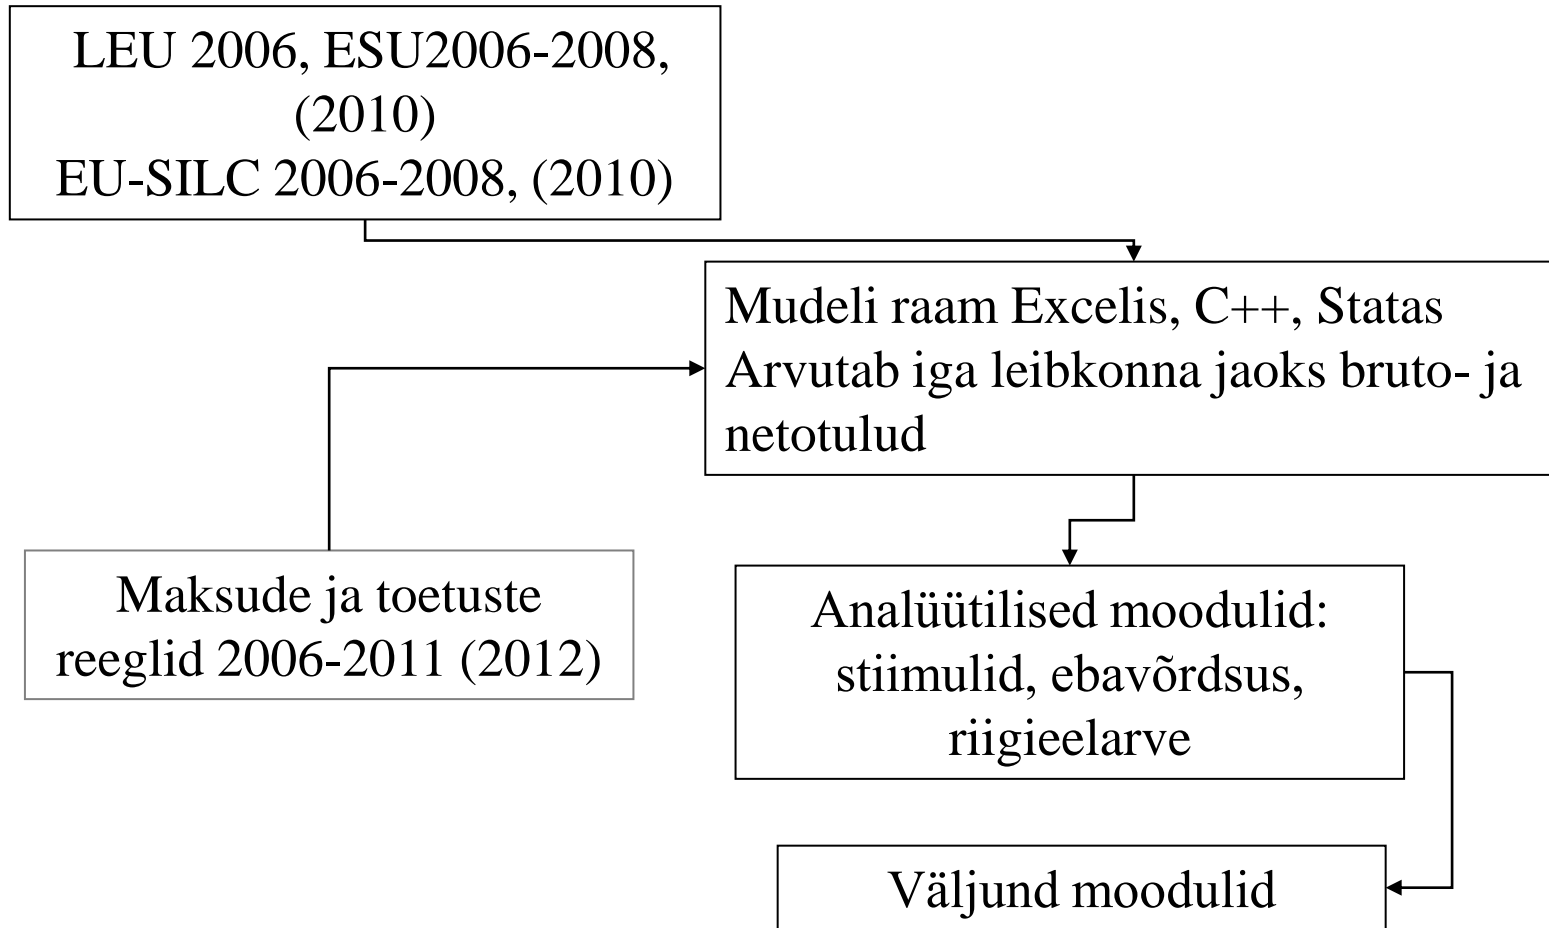 LEU 2006, ESU2006-2008,
(2010)
EU-SILC 2006-2008, (2010)
Mudeli raam Excelis, C++, Statas
Arvutab iga leibkonna jaoks bruto- ja
netotulud
Maksude ja toetuste
reeglid 2006-2011 (2012)
Analüütilised moodulid:
stiimulid, ebavõrdsus,
riigieelarve
Väljund moodulid